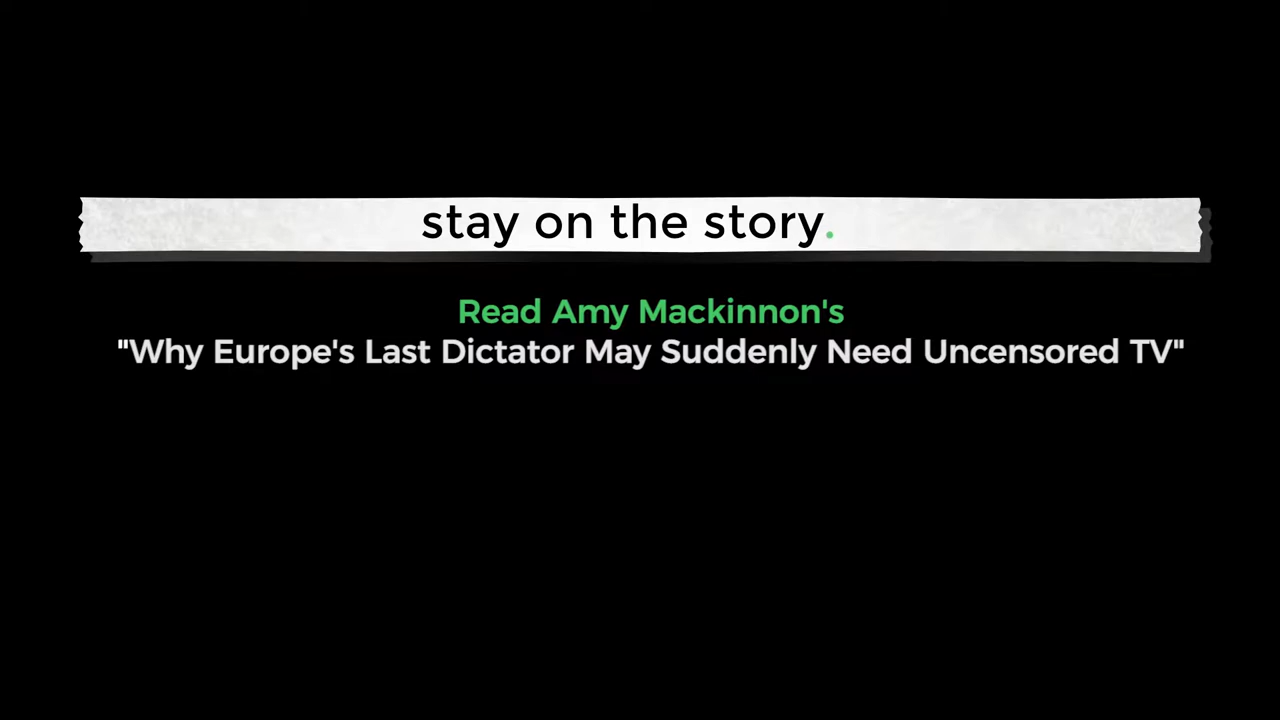 stay on the story.
Read Amy Mackinnon's
"Why Europe's Last Dictator May Suddenly Need Uncensored TV"